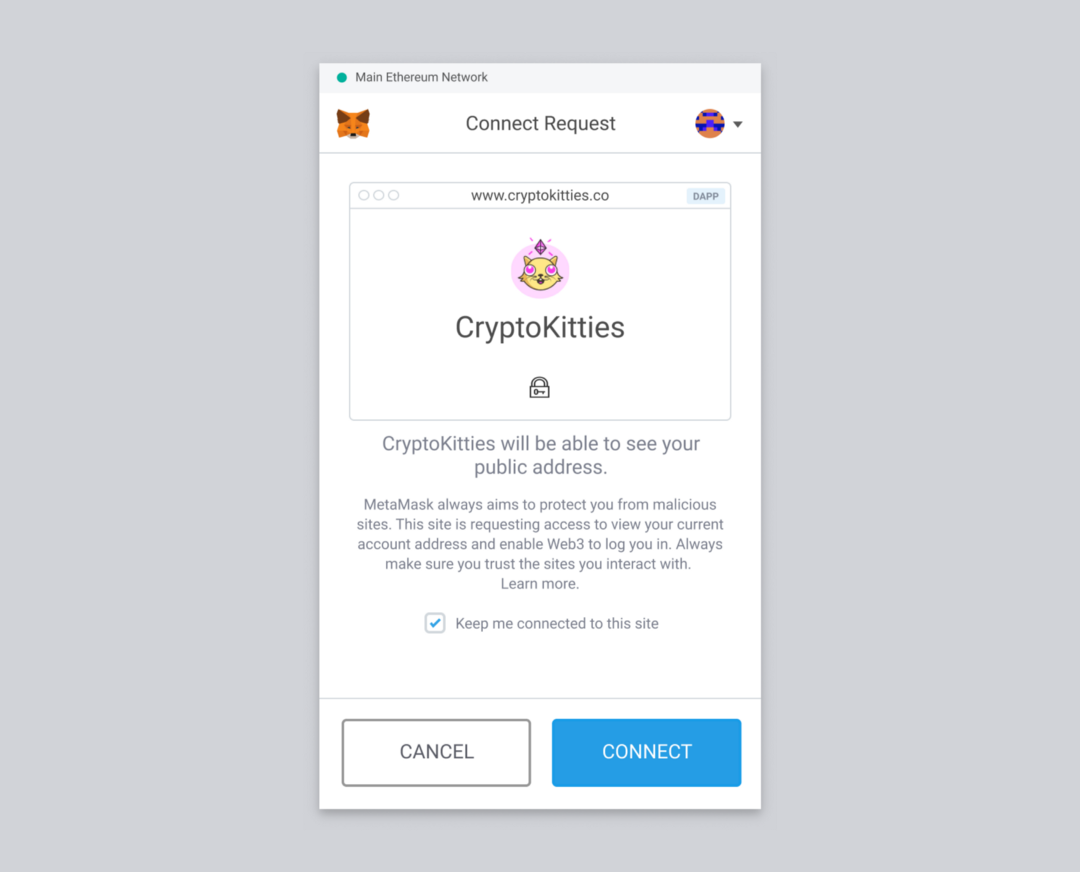 Main Ethereum Network
Connect Request
www.cryptokitties.co
DAPP
CryptoKitties
CryptoKitties will be able to see your
public address.
MetaMask always aims to protect you from malicious
sites. This site is requesting access to view your current
account address and enable Web3 to log you in. Always
make sure you trust the sites you interact with.
Learn more.
Keep me connected to this site
CANCEL
CONNECT